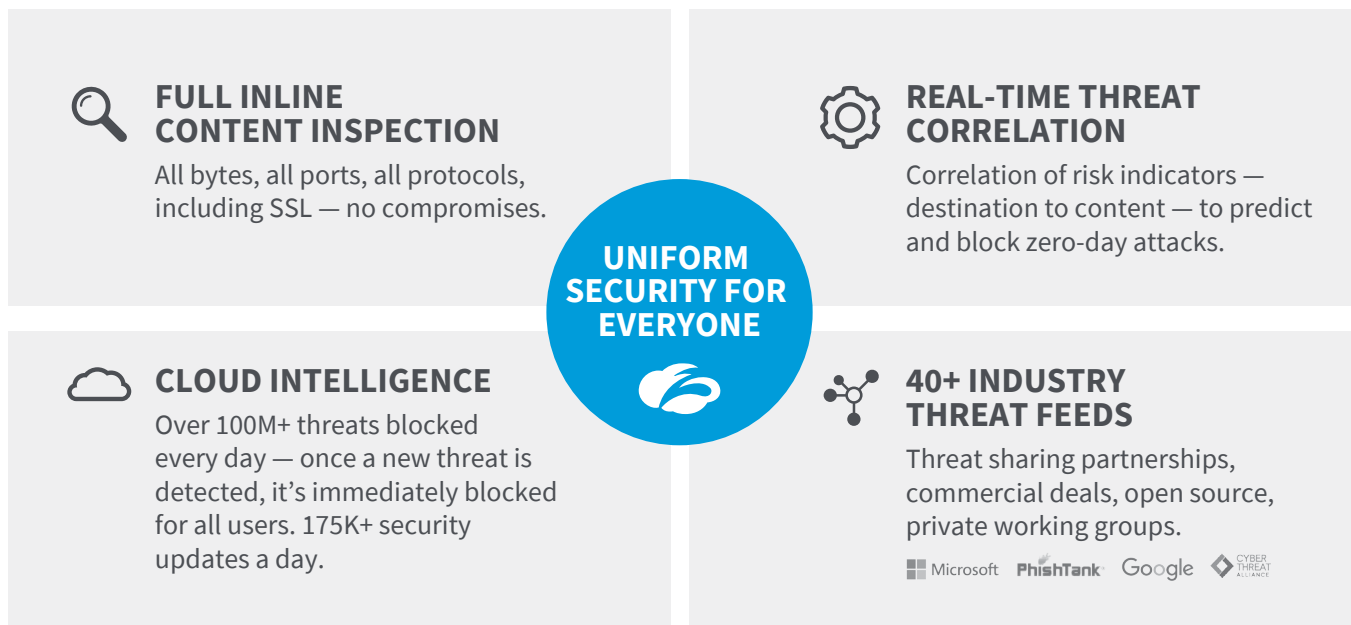 FULL INLINE
CONTENT INSPECTION
All bytes, all ports, all protocols,
including SSL — no compromises.
REAL-TIME THREAT
CORRELATION
Correlation of risk indicators —
destination to content — to predict
and block zero-day attacks.
UNIFORM
SECURITY FOR
EVERYONE
CLOUD INTELLIGENCE
Over 100M+ threats blocked
every day — once a new threat is
detected, it’s immediately blocked
for all users. 175K+ security
updates a day.
40+ INDUSTRY
THREAT FEEDS
Threat sharing partnerships,
commercial deals, open source,
private working groups.
Microsoft
PhishTank
Google
CYBER
THREAT
ALLIANCE